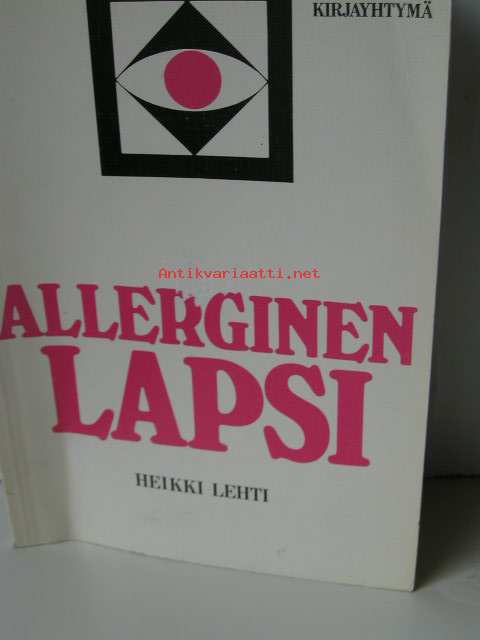 KIRJAYHTYMÄ
Antikvariaatti.net
ALLERGINEN
LAPSI
HEIKKI LEHTI